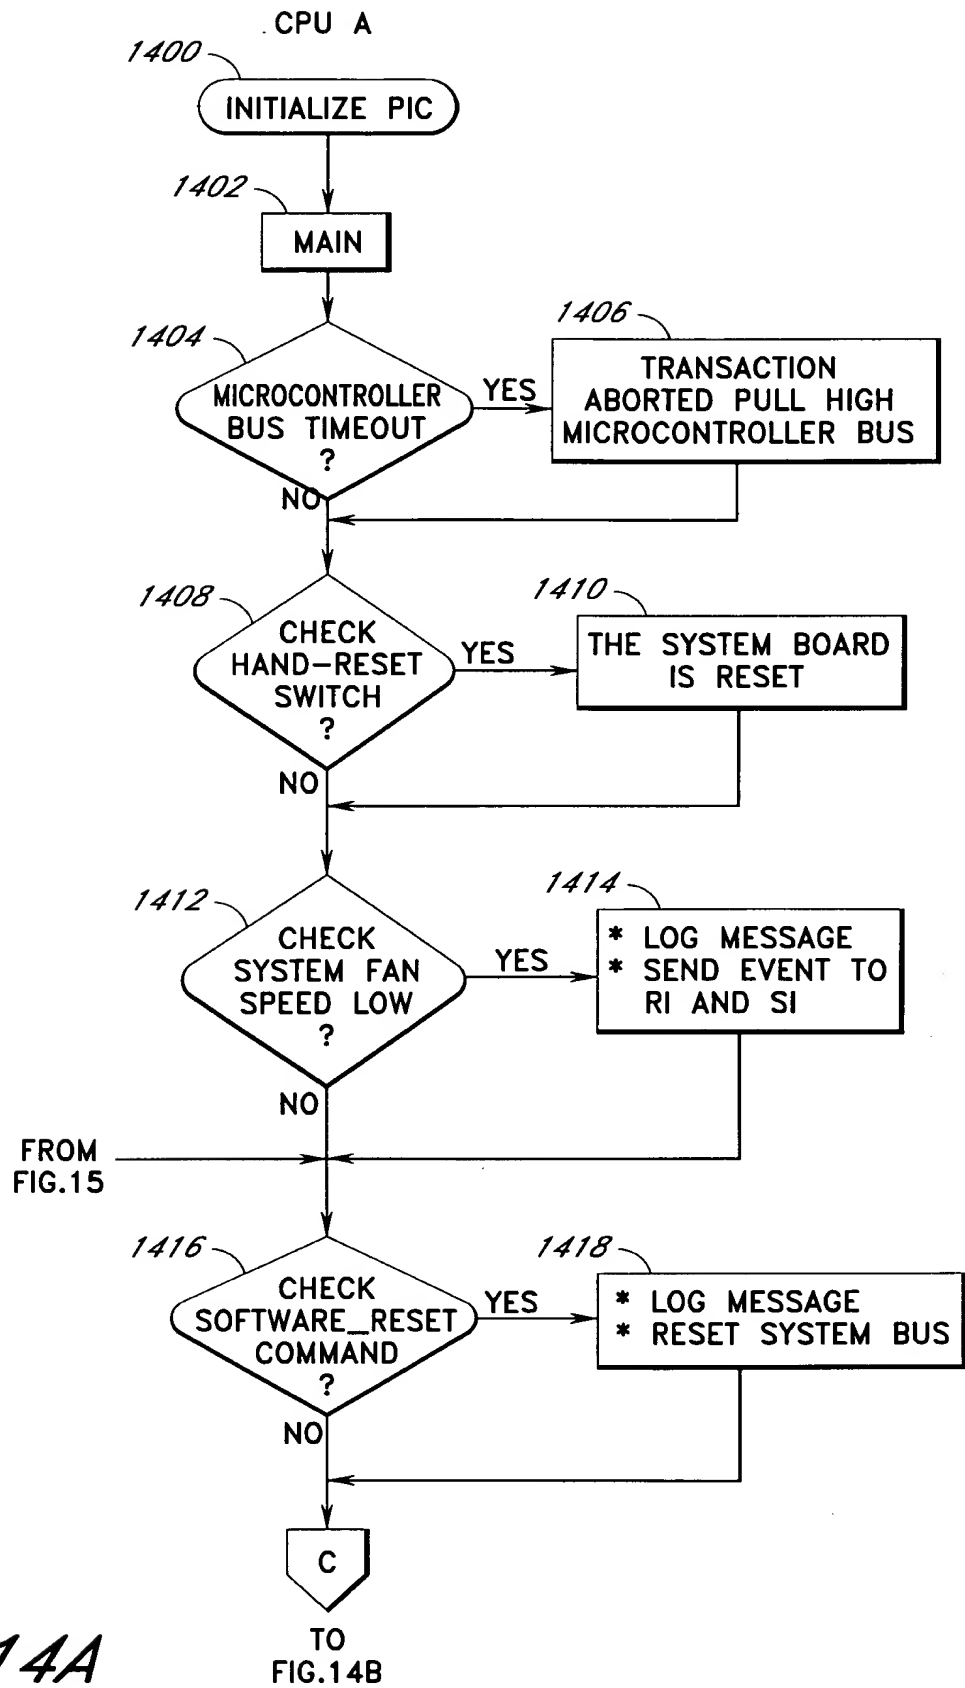 CPU A
1400
INITIALIZE PIC
1402
MAIN
1404
MICROCONTROLLER
BUS TIMEOUT
?
YES
1406
TRANSACTION
ABORTED PULL HIGH
MICROCONTROLLER BUS
NO
1408
CHECK
HAND-RESET
SWITCH
?
YES
1410
THE SYSTEM BOARD
IS RESET
NO
1412
CHECK
SYSTEM FAN
SPEED LOW
?
YES
1414
* LOG MESSAGE
* SEND EVENT TO
RI AND SI
NO
FROM
FIG.15
1416
CHECK
SOFTWARE_RESET
COMMAND
?
YES
1418
* LOG MESSAGE
* RESET SYSTEM BUS
NO
C
TO
FIG.14B
14A